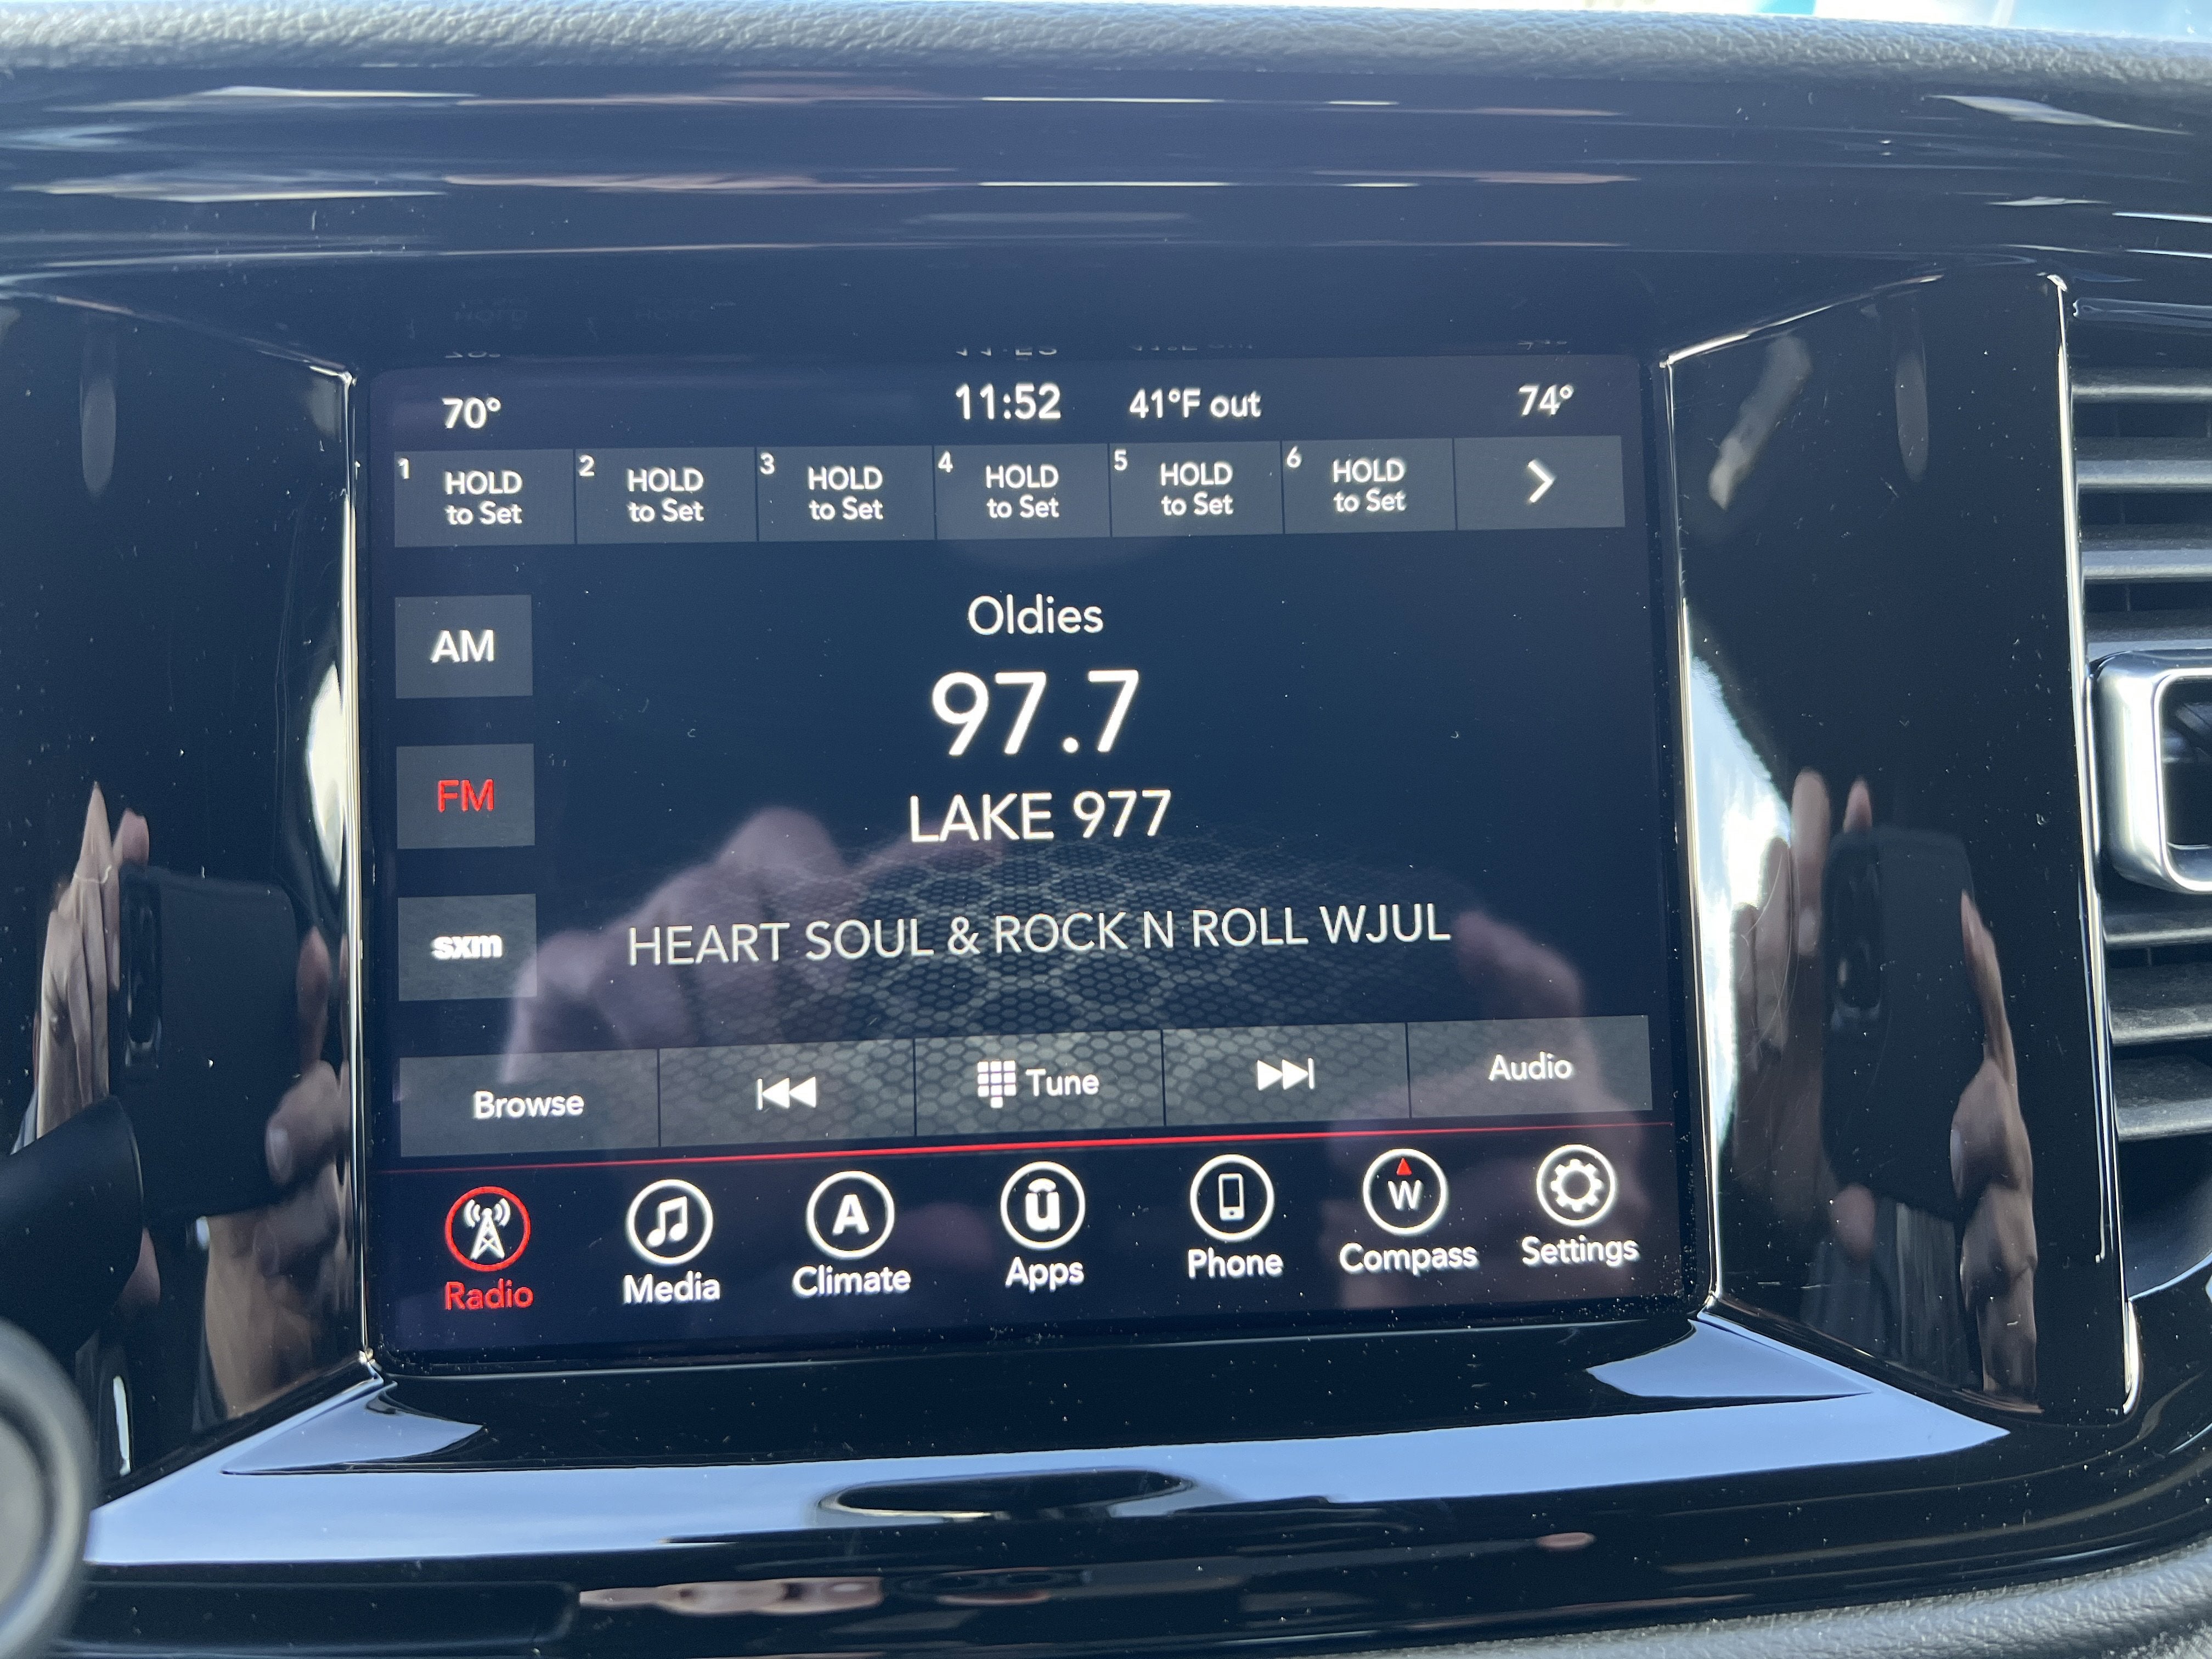 70° 11:52 41°F out 74°
1 HOLD to Set
2 HOLD to Set
3 HOLD to Set
4 HOLD to Set
5 HOLD to Set
6 HOLD to Set
Oldies
AM
97.7
FM
LAKE 977
sxm
HEART SOUL & ROCK N ROLL WJUL
Browse Tune Audio
A u W
Radio Media Climate Apps Phone Compass Settings